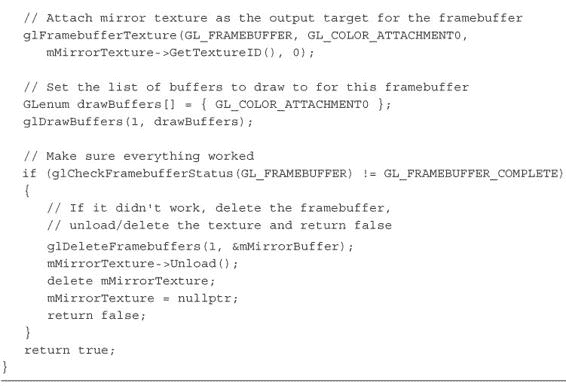 // Attach mirror texture as the output target for the framebuffer
   glFramebufferTexture(GL_FRAMEBUFFER, GL_COLOR_ATTACHMENT0,
      mMirrorTexture->GetTextureID(), 0);

   // Set the list of buffers to draw to for this framebuffer
   GLenum drawBuffers[] = { GL_COLOR_ATTACHMENT0 };
   glDrawBuffers(1, drawBuffers);

   // Make sure everything worked
   if (glCheckFramebufferStatus(GL_FRAMEBUFFER) != GL_FRAMEBUFFER_COMPLETE)
   {
      // If it didn't work, delete the framebuffer,
      // unload/delete the texture and return false
      glDeleteFramebuffers(1, &mMirrorBuffer);
      mMirrorTexture->Unload();
      delete mMirrorTexture;
      mMirrorTexture = nullptr;
      return false;
   }
   return true;
}